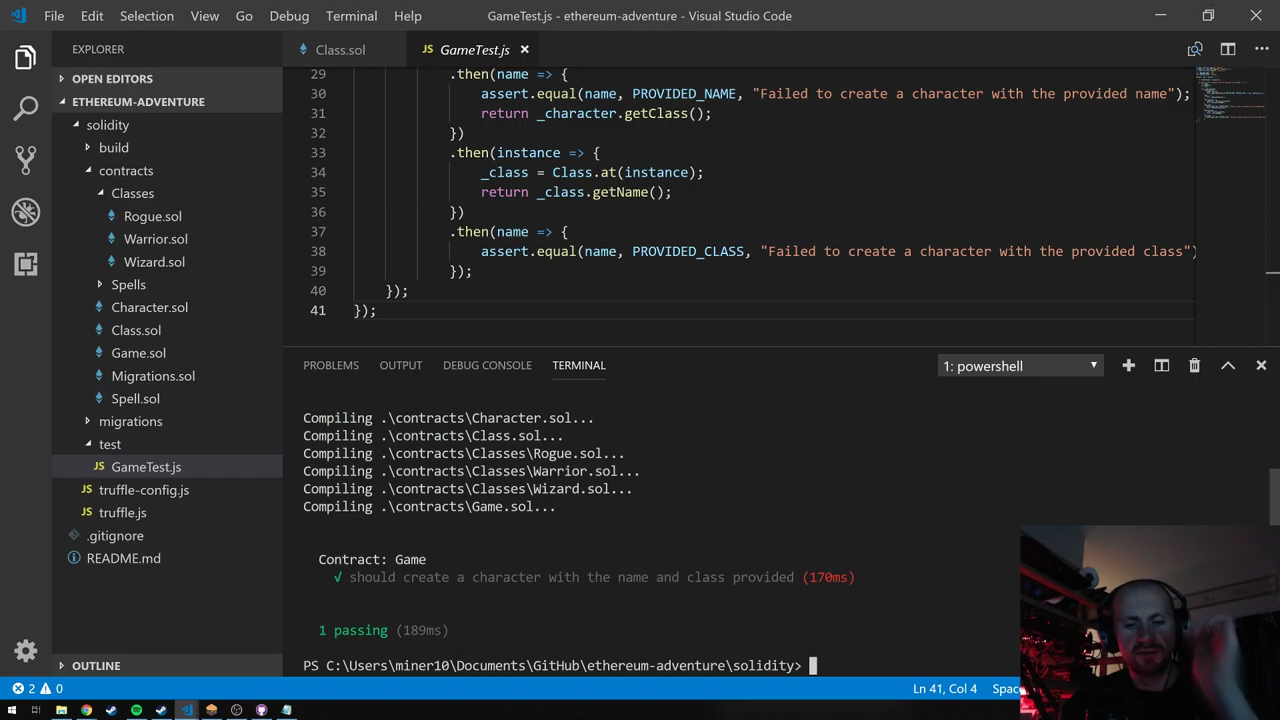 File Edit Selection View Go Debug Terminal Help
GameTest.js - ethereum-adventure - Visual Studio Code
EXPLORER
OPEN EDITORS
ETHEREUM-ADVENTURE
solidity
build
contracts
Classes
Rogue.sol
Warrior.sol
Wizard.sol
Spells
Character.sol
Class.sol
Game.sol
Migrations.sol
Spell.sol
migrations
test
JS GameTest.js
JS truffle-config.js
JS truffle.js
.gitignore
README.md
OUTLINE
Class.sol
JS GameTest.js
29 .then(name => {
30 assert.equal(name, PROVIDED_NAME, "Failed to create a character with the provided name");
31 return _character.getClass();
32 })
33 .then(instance => {
34 _class = Class.at(instance);
35 return _class.getName();
36 })
37 .then(name => {
38 assert.equal(name, PROVIDED_CLASS, "Failed to create a character with the provided class")
39 });
40 });
41 });
PROBLEMS OUTPUT DEBUG CONSOLE TERMINAL
1: powershell
Compiling .\contracts\Character.sol...
Compiling .\contracts\Class.sol...
Compiling .\contracts\Classes\Rogue.sol...
Compiling .\contracts\Classes\Warrior.sol...
Compiling .\contracts\Classes\Wizard.sol...
Compiling .\contracts\Game.sol...
Contract: Game
√ should create a character with the name and class provided (170ms)
1 passing (189ms)
PS C:\Users\miner10\Documents\GitHub\ethereum-adventure\solidity>
2 0
Ln 41, Col 4 Spac